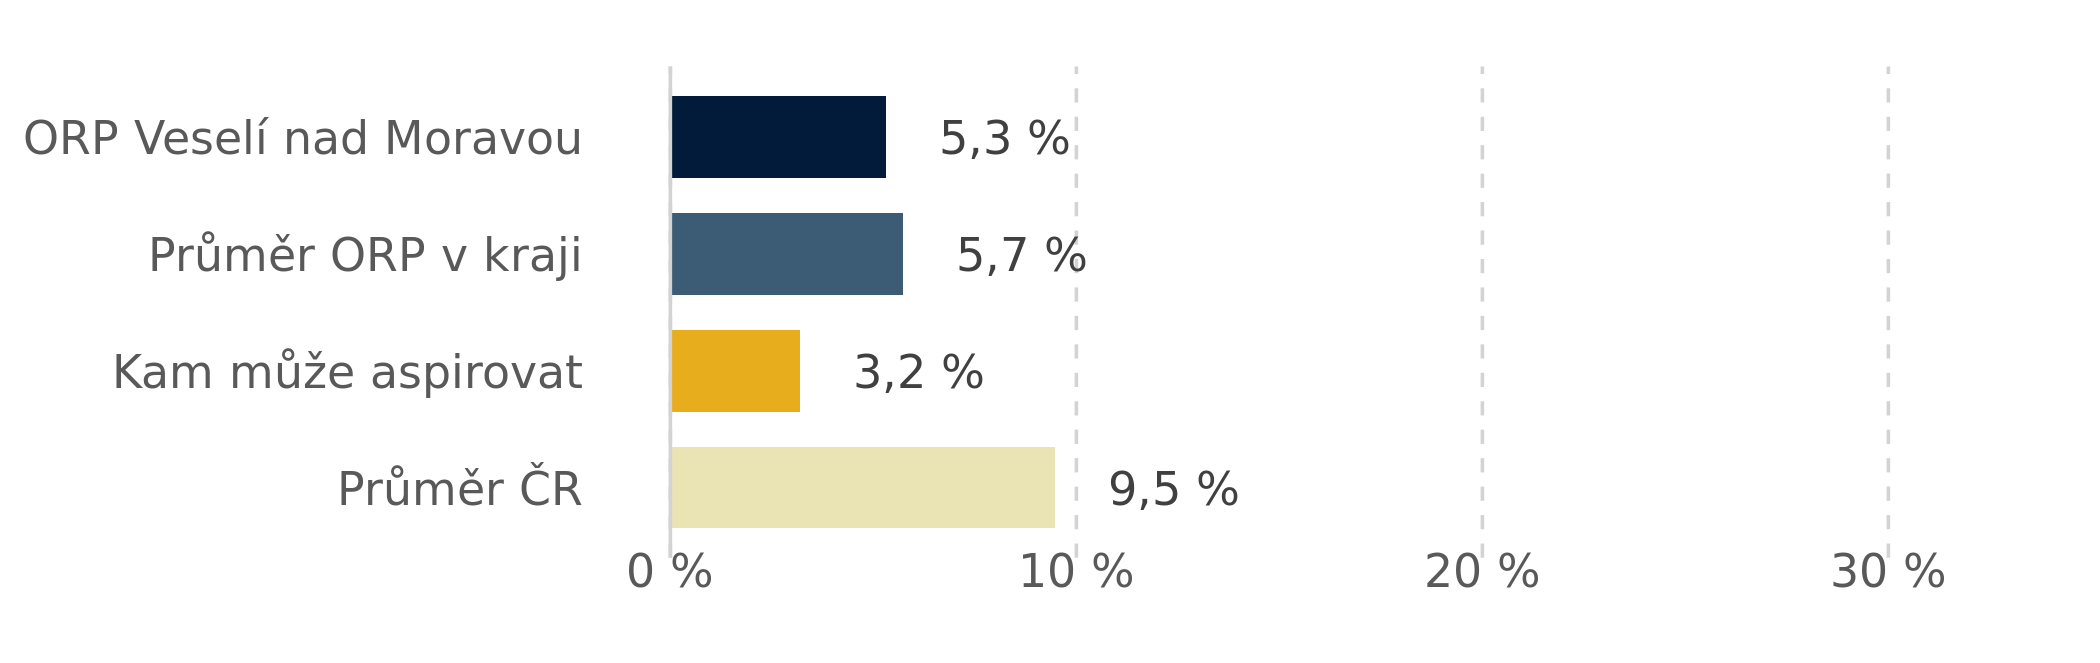 ORP Veselí nad Moravou 5,3 %
Průměr ORP v kraji 5,7 %
Kam může aspirovat 3,2 %
Průměr ČR 9,5 %
0 % 10 % 20 % 30 %